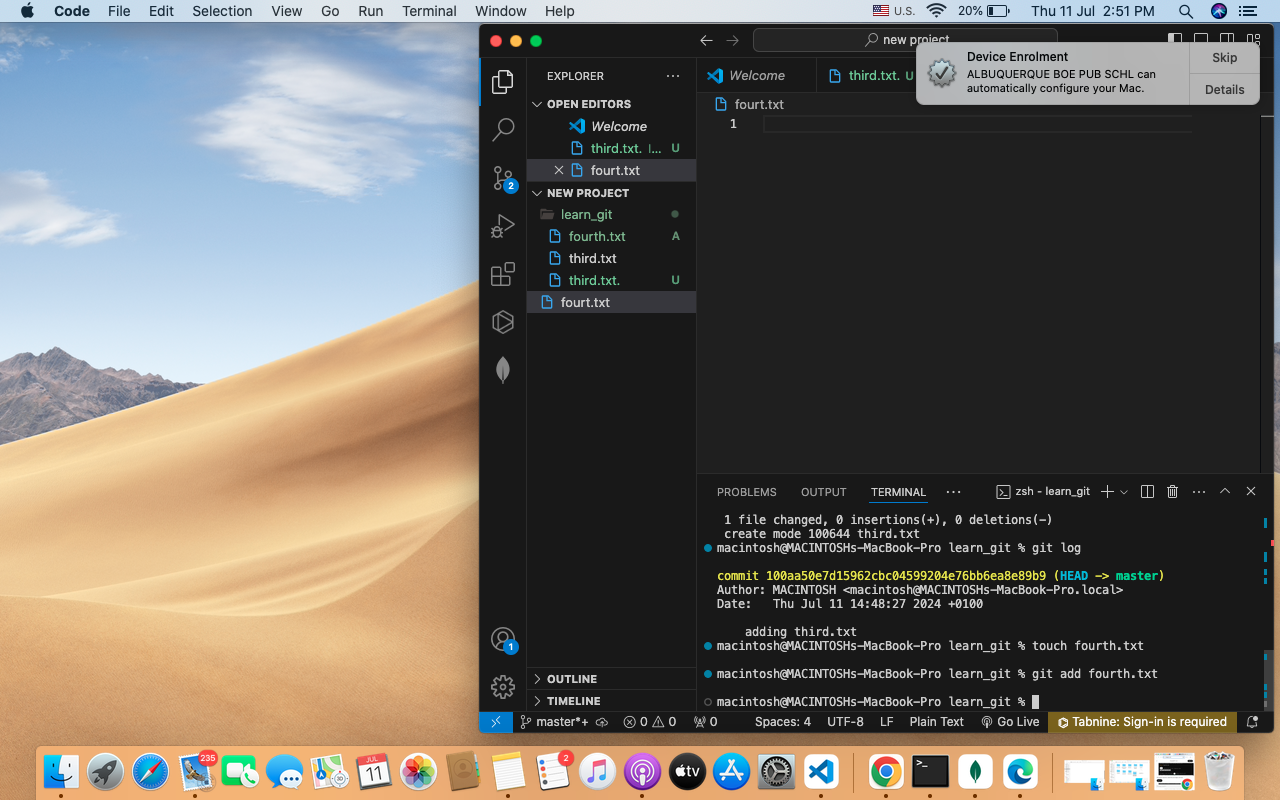 Code File Edit Selection View Go Run Terminal Window Help U.S. 20% Thu 11 Jul 2:51 PM
new project
Device Enrolment
ALBUQUERQUE BOE PUB SCHL can
automatically configure your Mac.
Skip
Details
EXPLORER
Welcome
third.txt. U
OPEN EDITORS
Welcome
third.txt. l... U
fourt.txt
NEW PROJECT
learn_git
fourth.txt A
third.txt
third.txt. U
fourt.txt
OUTLINE
TIMELINE
2
1
fourt.txt
1
PROBLEMS OUTPUT TERMINAL ... zsh - learn_git
1 file changed, 0 insertions(+), 0 deletions(-)
create mode 100644 third.txt
macintosh@MACINTOSHs-MacBook-Pro learn_git % git log
commit 100aa50e7d15962cbc04599204e76bb6ea8e89b9 (HEAD -> master)
Author: MACINTOSH <macintosh@MACINTOSHs-MacBook-Pro.local>
Date: Thu Jul 11 14:48:27 2024 +0100
adding third.txt
macintosh@MACINTOSHs-MacBook-Pro learn_git % touch fourth.txt
macintosh@MACINTOSHs-MacBook-Pro learn_git % git add fourth.txt
macintosh@MACINTOSHs-MacBook-Pro learn_git %
master*+ 0 0 0 Spaces: 4 UTF-8 LF Plain Text Go Live Tabnine: Sign-in is required
235
JUL
11
2
tv
>_